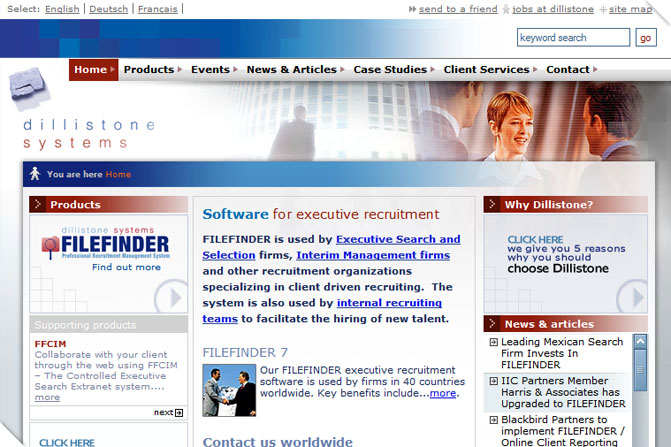 Select: English | Deutsch | Français |
send to a friend jobs at dillistone site map
keyword search go
Home Products Events News & Articles Case Studies Client Services Contact
dillistone
systems
You are here Home
Products
dillistone systems
FILEFINDER
Professional Recruitment Management System
Find out more
Supporting products
FFCIM
Collaborate with your client
through the web using FFCIM
– The Controlled Executive
Search Extranet system....
more
next
CLICK HERE
Software for executive recruitment
FILEFINDER is used by Executive Search and
Selection firms, Interim Management firms
and other recruitment organizations
specializing in client driven recruiting. The
system is also used by internal recruiting
teams to facilitate the hiring of new talent.
FILEFINDER 7
Our FILEFINDER executive recruitment
software is used by firms in 40 countries
worldwide. Key benefits include...more.
Contact us worldwide
Why Dillistone?
CLICK HERE
we give you 5 reasons
why you should
choose Dillistone
News & articles
Leading Mexican Search
Firm Invests In
FILEFINDER
IIC Partners Member
Harris & Associates has
Upgraded to FILEFINDER
Blackbird Partners to
implement FILEFINDER /
Online Client Reporting